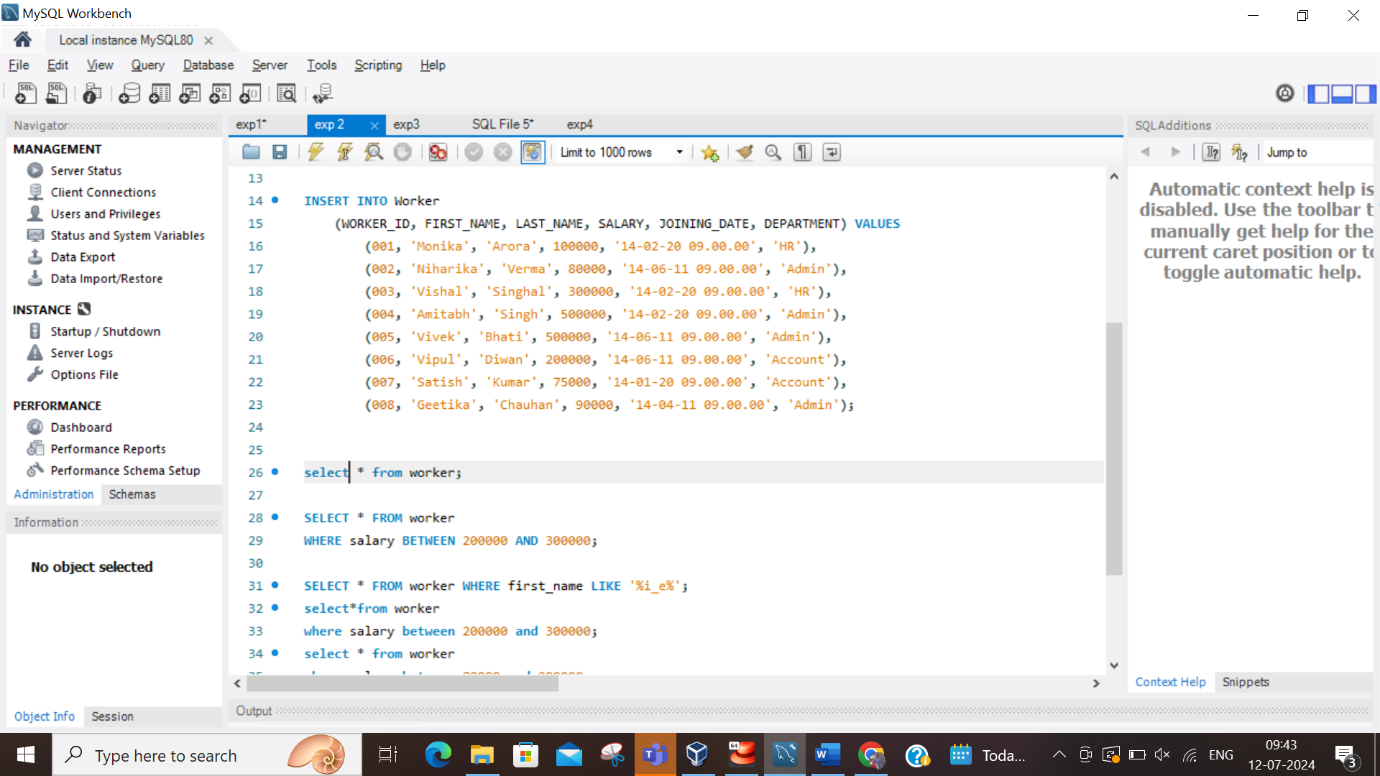 MySQL Workbench
Local instance MySQL80
File Edit View Query Database Server Tools Scripting Help
Navigator
MANAGEMENT
Server Status
Client Connections
Users and Privileges
Status and System Variables
Data Export
Data Import/Restore
INSTANCE
Startup / Shutdown
Server Logs
Options File
PERFORMANCE
Dashboard
Performance Reports
Performance Schema Setup
Administration Schemas
Information
No object selected
Object Info Session
exp1* exp 2 exp3 SQL File 5* exp4
Limit to 1000 rows
13
14 INSERT INTO Worker
15 (WORKER_ID, FIRST_NAME, LAST_NAME, SALARY, JOINING_DATE, DEPARTMENT) VALUES
16 (001, 'Monika', 'Arora', 100000, '14-02-20 09.00.00', 'HR'),
17 (002, 'Niharika', 'Verma', 80000, '14-06-11 09.00.00', 'Admin'),
18 (003, 'Vishal', 'Singhal', 300000, '14-02-20 09.00.00', 'HR'),
19 (004, 'Amitabh', 'Singh', 500000, '14-02-20 09.00.00', 'Admin'),
20 (005, 'Vivek', 'Bhati', 500000, '14-06-11 09.00.00', 'Admin'),
21 (006, 'Vipul', 'Diwan', 200000, '14-06-11 09.00.00', 'Account'),
22 (007, 'Satish', 'Kumar', 75000, '14-01-20 09.00.00', 'Account'),
23 (008, 'Geetika', 'Chauhan', 90000, '14-04-11 09.00.00', 'Admin');
24
25
26 select * from worker;
27
28 SELECT * FROM worker
29 WHERE salary BETWEEN 200000 AND 300000;
30
31 SELECT * FROM worker WHERE first_name LIKE '%i_e%';
32 select*from worker
33 where salary between 200000 and 300000;
34 select * from worker
Output
SQLAdditions
Jump to
Automatic context help is
disabled. Use the toolbar t
manually get help for the
current caret position or to
toggle automatic help.
Context Help Snippets
Type here to search
64
Toda...
ENG
09:43
12-07-2024
3